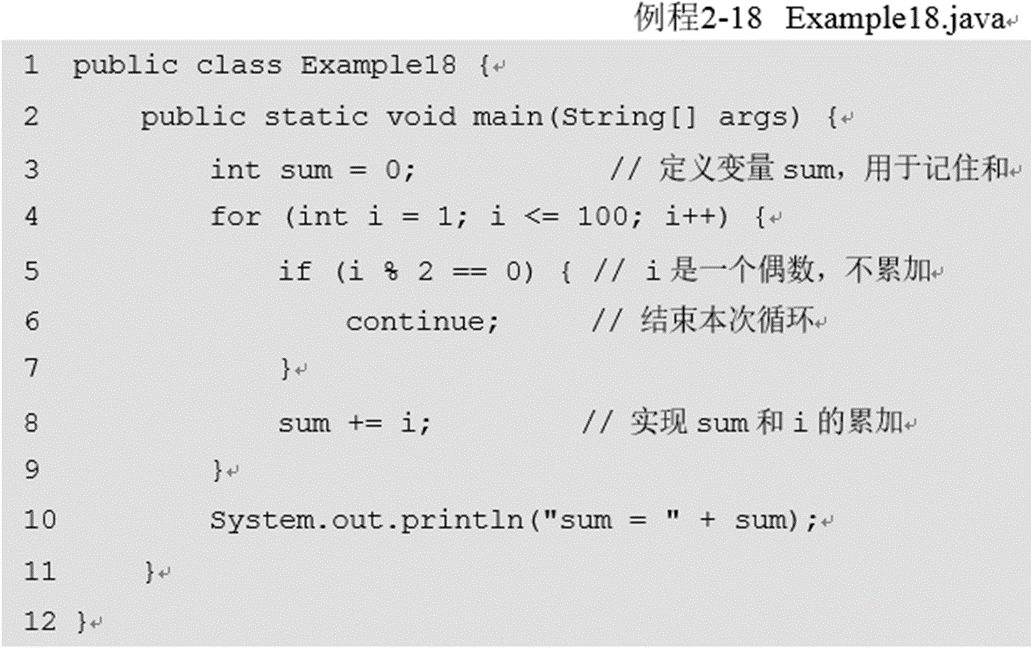 例程2-18 Example18.java↵
1 public class Example18 {↵
2 public static void main(String[] args) {↵
3 int sum = 0; // 定义变量 sum，用于记住和↵
4 for (int i = 1; i <= 100; i++) {↵
5 if (i % 2 == 0) { // i 是一个偶数，不累加↵
6 continue; // 结束本次循环↵
7 }↵
8 sum += i; // 实现 sum 和 i 的累加↵
9 }↵
10 System.out.println("sum = " + sum);↵
11 }↵
12 }↵